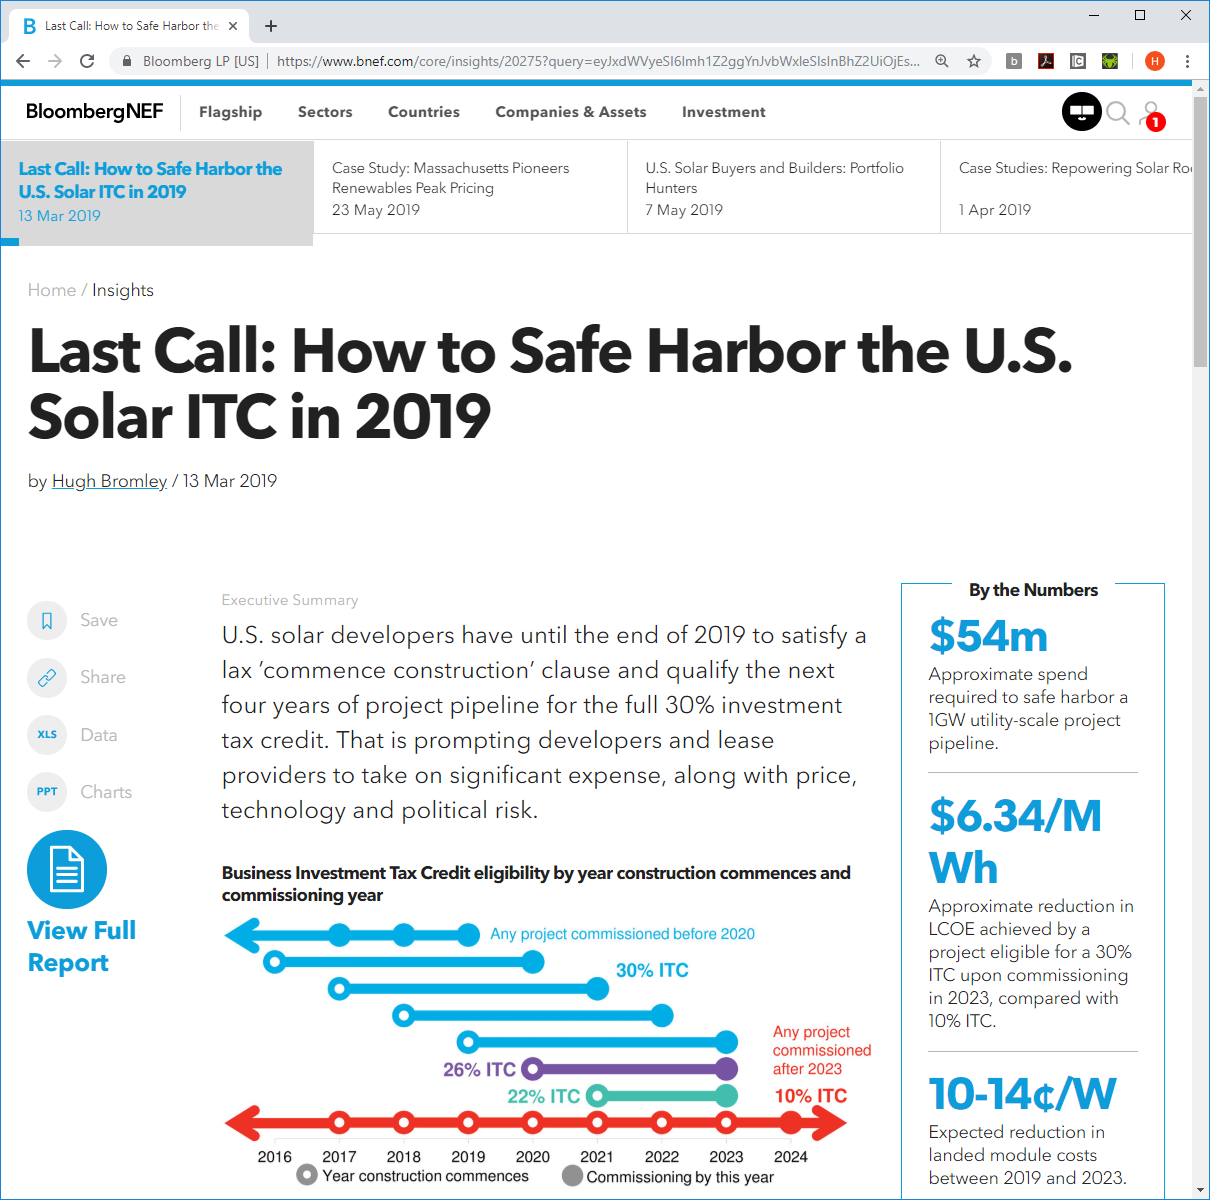 Last Call: How to Safe Harbor the
Bloomberg LP [US] | https://www.bnef.com/core/insights/20275?query=eyJxdWVyeSI6Imh1Z2ggYnJvbWxleSIsInBhZ2UiOjEs...
BloombergNEF
Flagship
Sectors
Countries
Companies & Assets
Investment
1
Last Call: How to Safe Harbor the
U.S. Solar ITC in 2019
13 Mar 2019
Case Study: Massachusetts Pioneers
Renewables Peak Pricing
23 May 2019
U.S. Solar Buyers and Builders: Portfolio
Hunters
7 May 2019
Case Studies: Repowering Solar Roo
1 Apr 2019
Home / Insights
Last Call: How to Safe Harbor the U.S.
Solar ITC in 2019
by Hugh Bromley / 13 Mar 2019
Save
Share
XLS Data
PPT Charts
View Full
Report
Executive Summary
U.S. solar developers have until the end of 2019 to satisfy a
lax ’commence construction’ clause and qualify the next
four years of project pipeline for the full 30% investment
tax credit. That is prompting developers and lease
providers to take on significant expense, along with price,
technology and political risk.
Business Investment Tax Credit eligibility by year construction commences and
commissioning year
Any project commissioned before 2020
30% ITC
Any project
commissioned
after 2023
26% ITC
22% ITC
10% ITC
2016 2017 2018 2019 2020 2021 2022 2023 2024
Year construction commences
Commissioning by this year
By the Numbers
$54m
Approximate spend
required to safe harbor a
1GW utility-scale project
pipeline.
$6.34/M
Wh
Approximate reduction in
LCOE achieved by a
project eligible for a 30%
ITC upon commissioning
in 2023, compared with
10% ITC.
10-14¢/W
Expected reduction in
landed module costs
between 2019 and 2023.